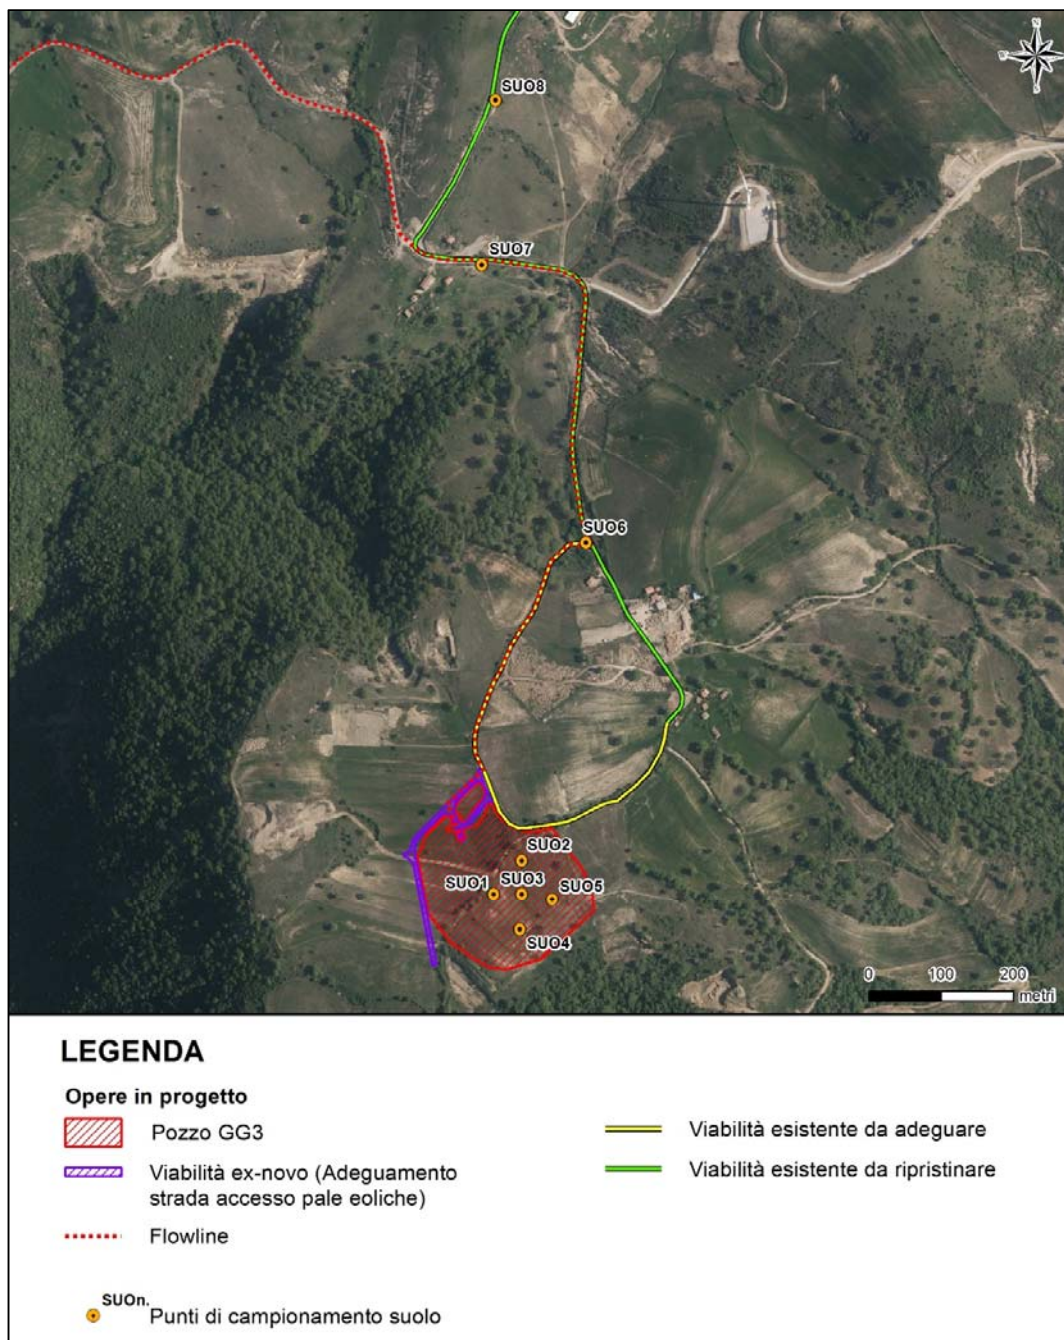 N
SUO8
SUO7
SUO6
SUO2
SUO1
SUO3
SUO5
SUO4
0 100 200
metri
LEGENDA
Opere in progetto
Pozzo GG3
Viabilità ex-novo (Adeguamento
strada accesso pale eoliche)
Flowline
SUOn.
Punti di campionamento suolo
Viabilità esistente da adeguare
Viabilità esistente da ripristinare